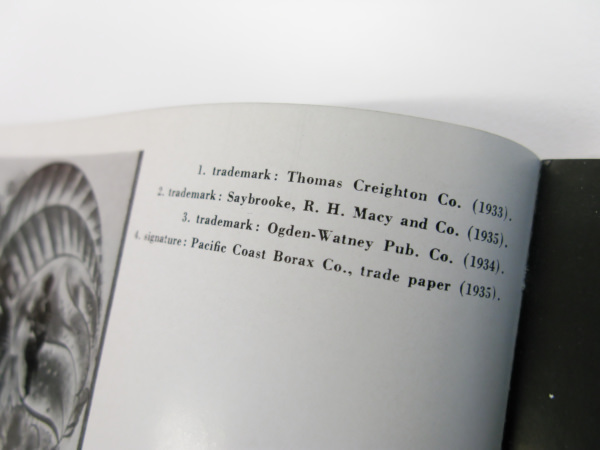 1. trademark: Thomas Creighton Co. (1933).
2. trademark: Saybrooke, R. H. Macy and Co. (1935).
3. trademark: Ogden-Watney Pub. Co. (1934).
4. signature: Pacific Coast Borax Co., trade paper (1935).